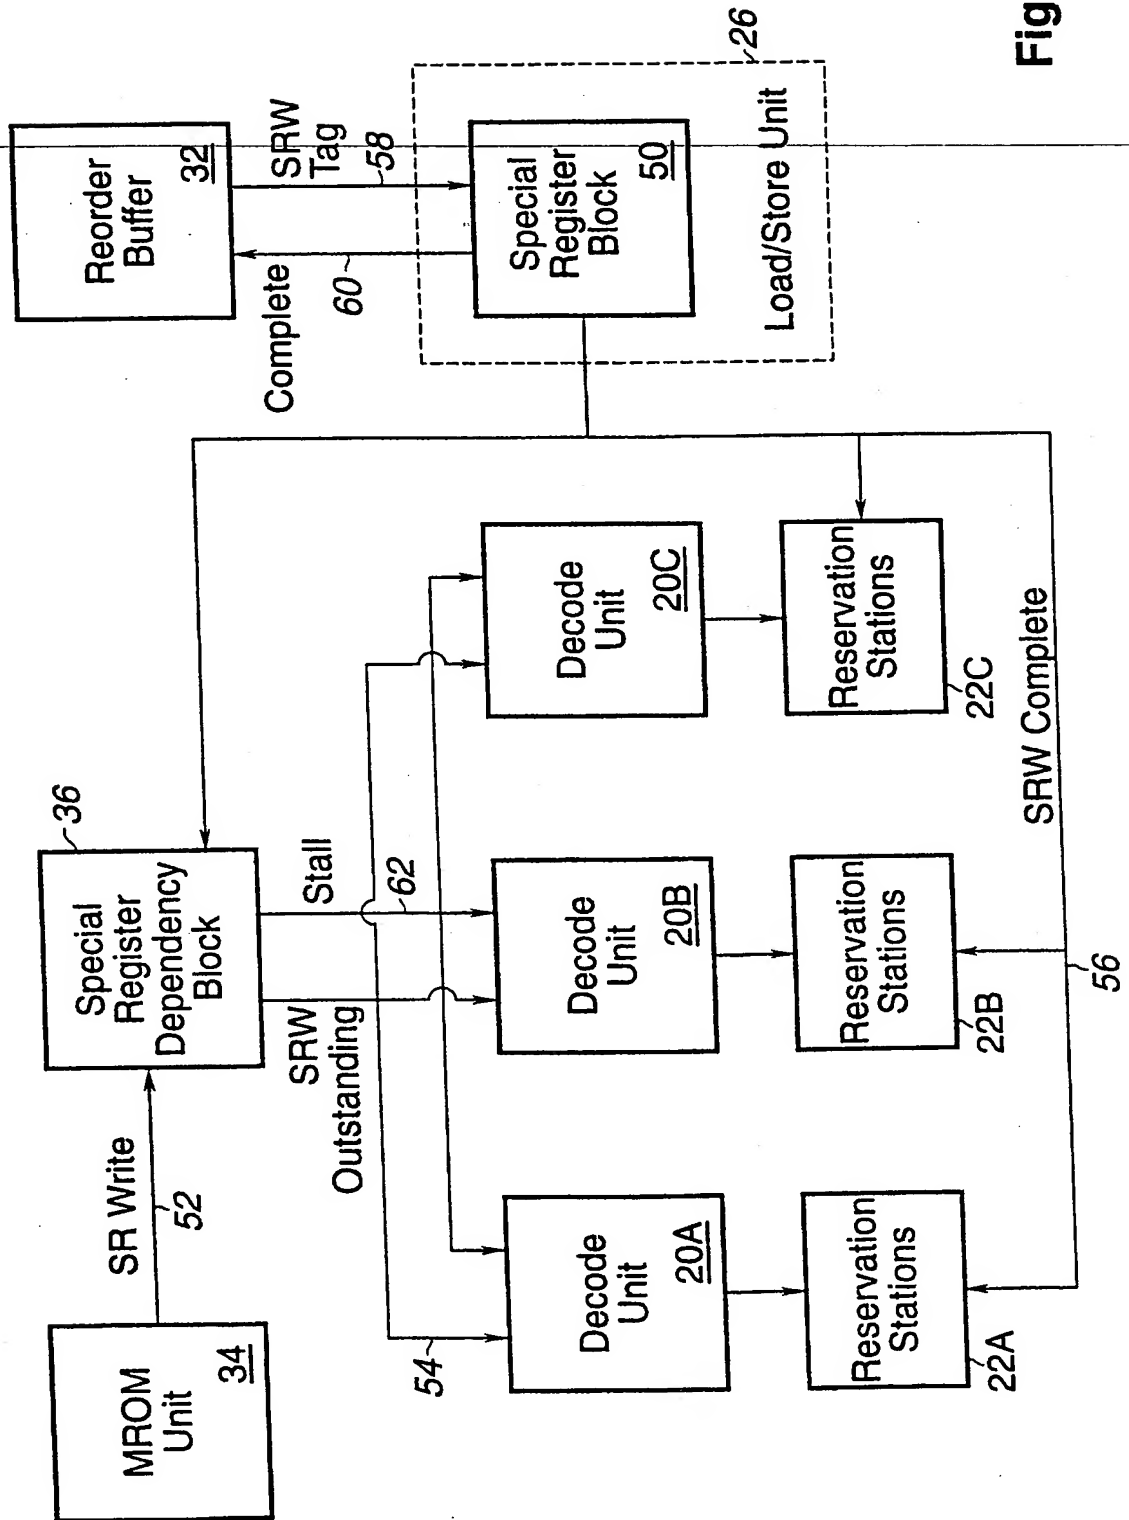 MROM
Unit
34
SR Write
52
Special
Register
Dependency
Block
36
SRW
Outstanding
Stall
62
54
Decode
Unit
20A
Decode
Unit
20B
Decode
Unit
20C
Reservation
Stations
22A
Reservation
Stations
22B
Reservation
Stations
22C
SRW Complete
56
Reorder
Buffer
32
Complete
60
SRW
Tag
58
Special
Register
Block
50
Load/Store Unit
26
Fig